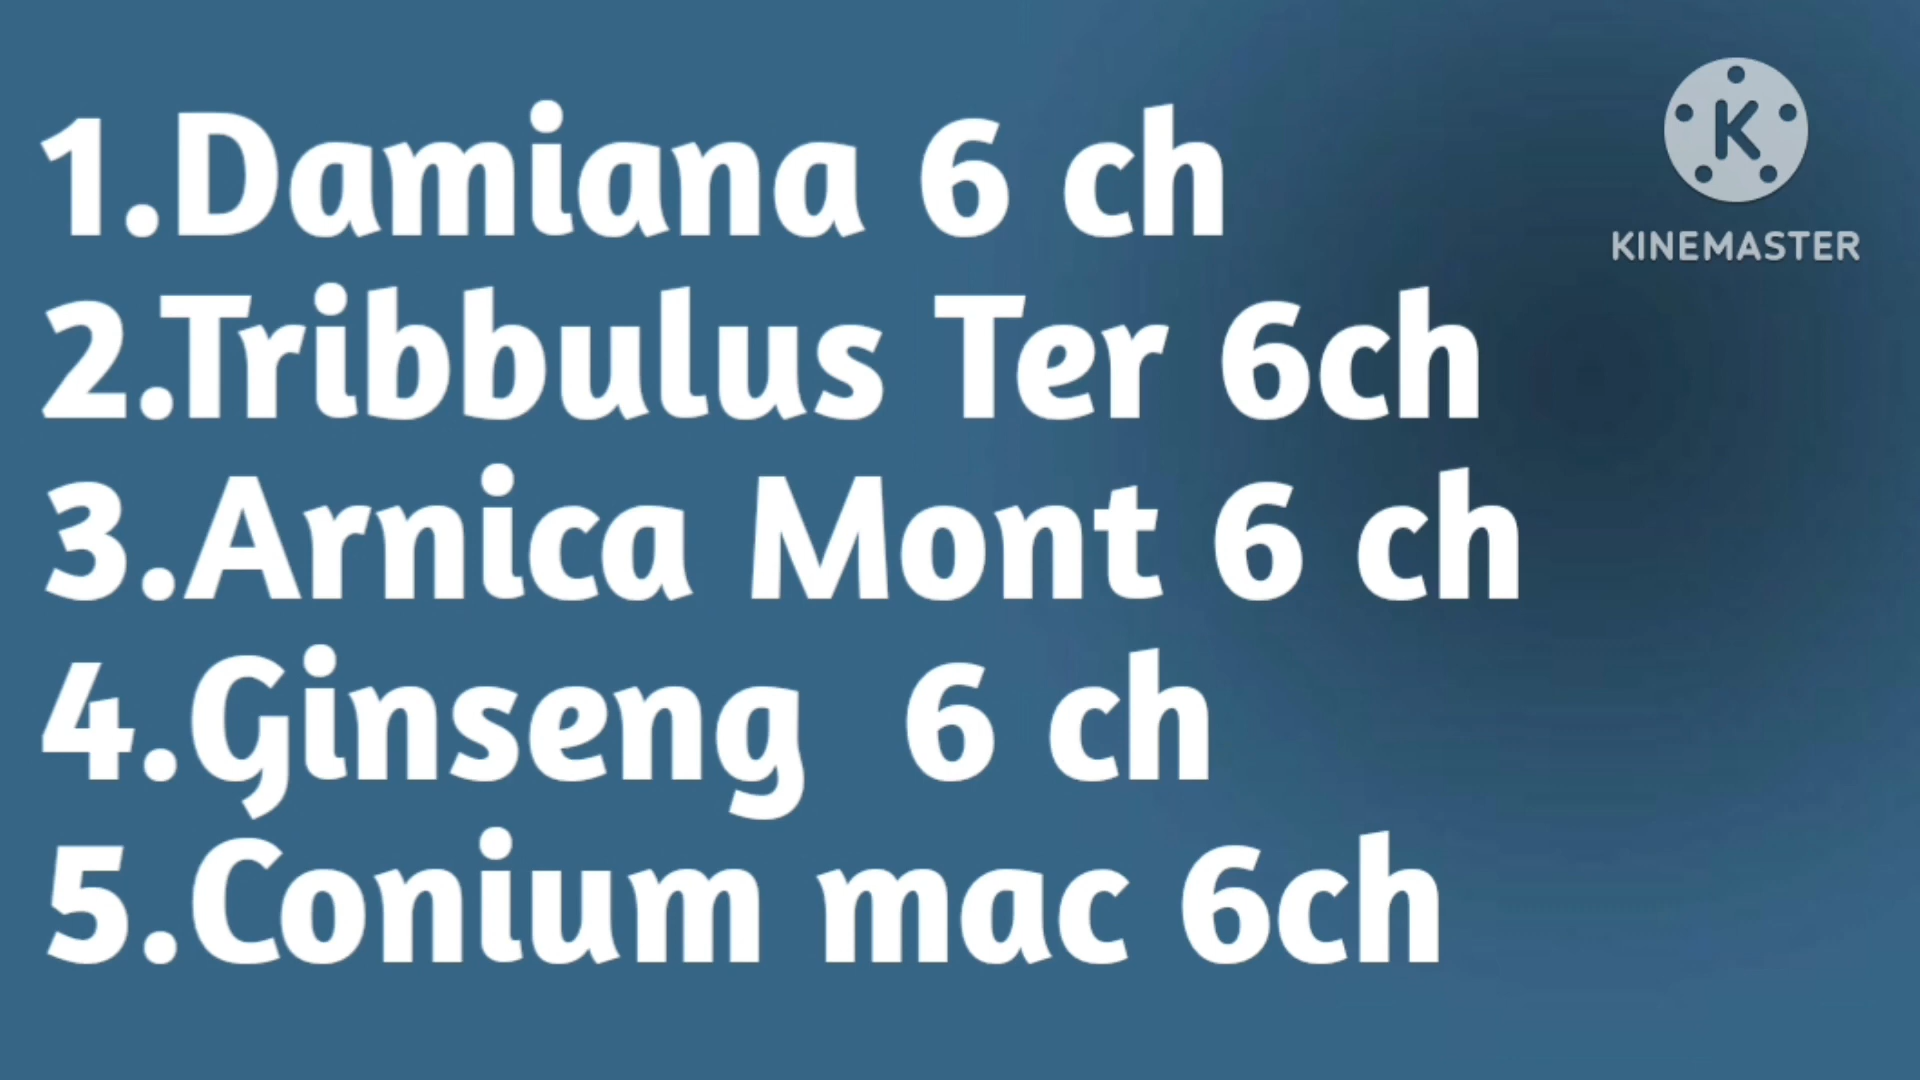 1.Damiana 6 ch
2.Tribbulus Ter 6ch
3.Arnica Mont 6 ch
4.Ginseng  6 ch
5.Conium mac 6ch
K
KINEMASTER